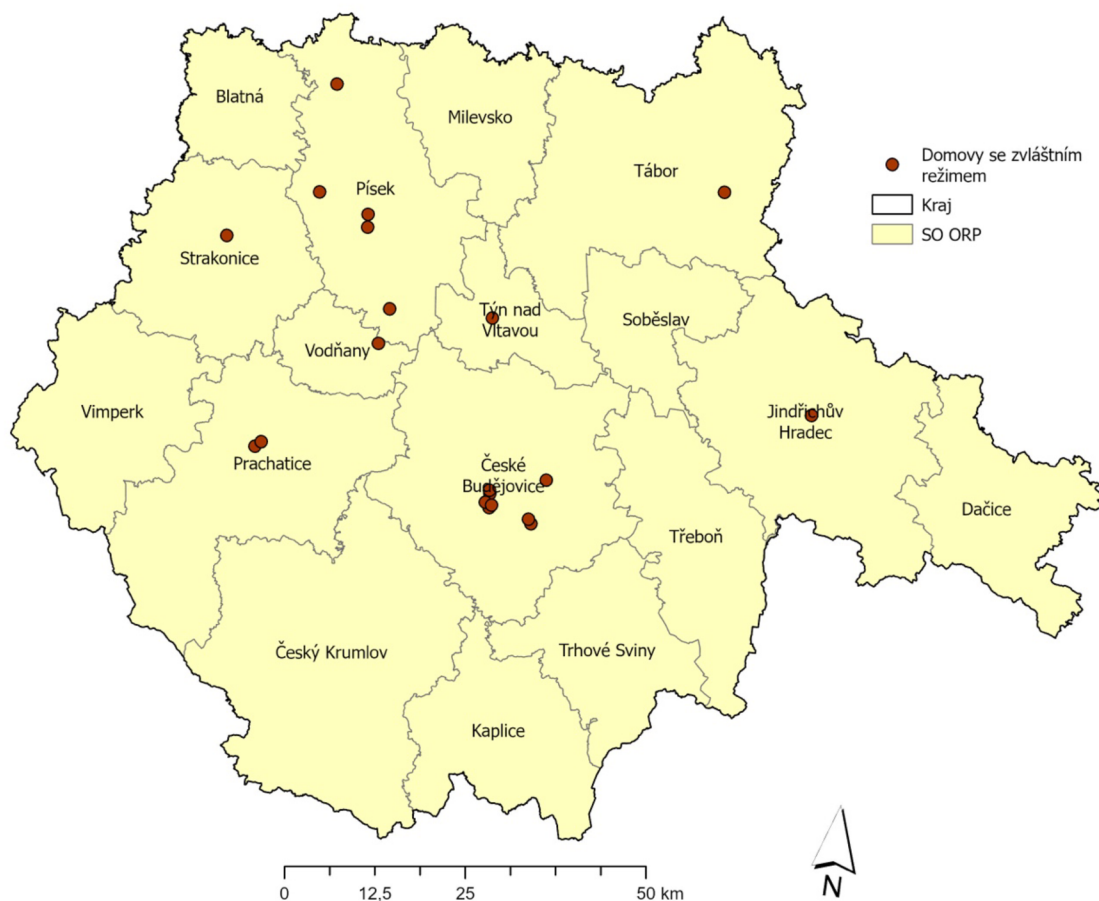 Blatná
Milevsko
Tábor
Písek
Strakonice
Týn nad
Vltavou
Soběslav
Vodňany
Vimperk
Prachatice
Jindřichův
Hradec
České
Budějovice
Dačice
Třeboň
Český Krumlov
Trhové Sviny
Kaplice
Domovy se zvláštním
režimem
Kraj
SO ORP
0 12,5 25 50 km
N